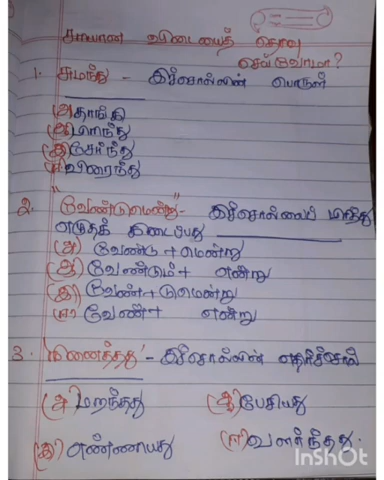 சரியான விடையைத் தெரிவு
செய்வோமா?
1. சுமந்து - இச்சொல்லின் பொருள்
(அ) தாங்கி
(ஆ) மறந்து
(இ) சேர்ந்து
(ஈ) விரைந்து
2. "வேண்டுமென்று" - இச்சொல்லைப் பிரித்து
எழுதக் கிடைப்பது
(அ) வேண்டு + மென்று
(ஆ) வேண்டும் + என்று
(இ) வேண் + டுமென்று
(ஈ) வேண் + என்று
3. 'நினைத்தது' - இச்சொல்லின் எதிர்ச்சொல்
(அ) மறந்தது (ஆ) பேசியது
(இ) எண்ணாயது (ஈ) வளர்ந்தது.
InShOt